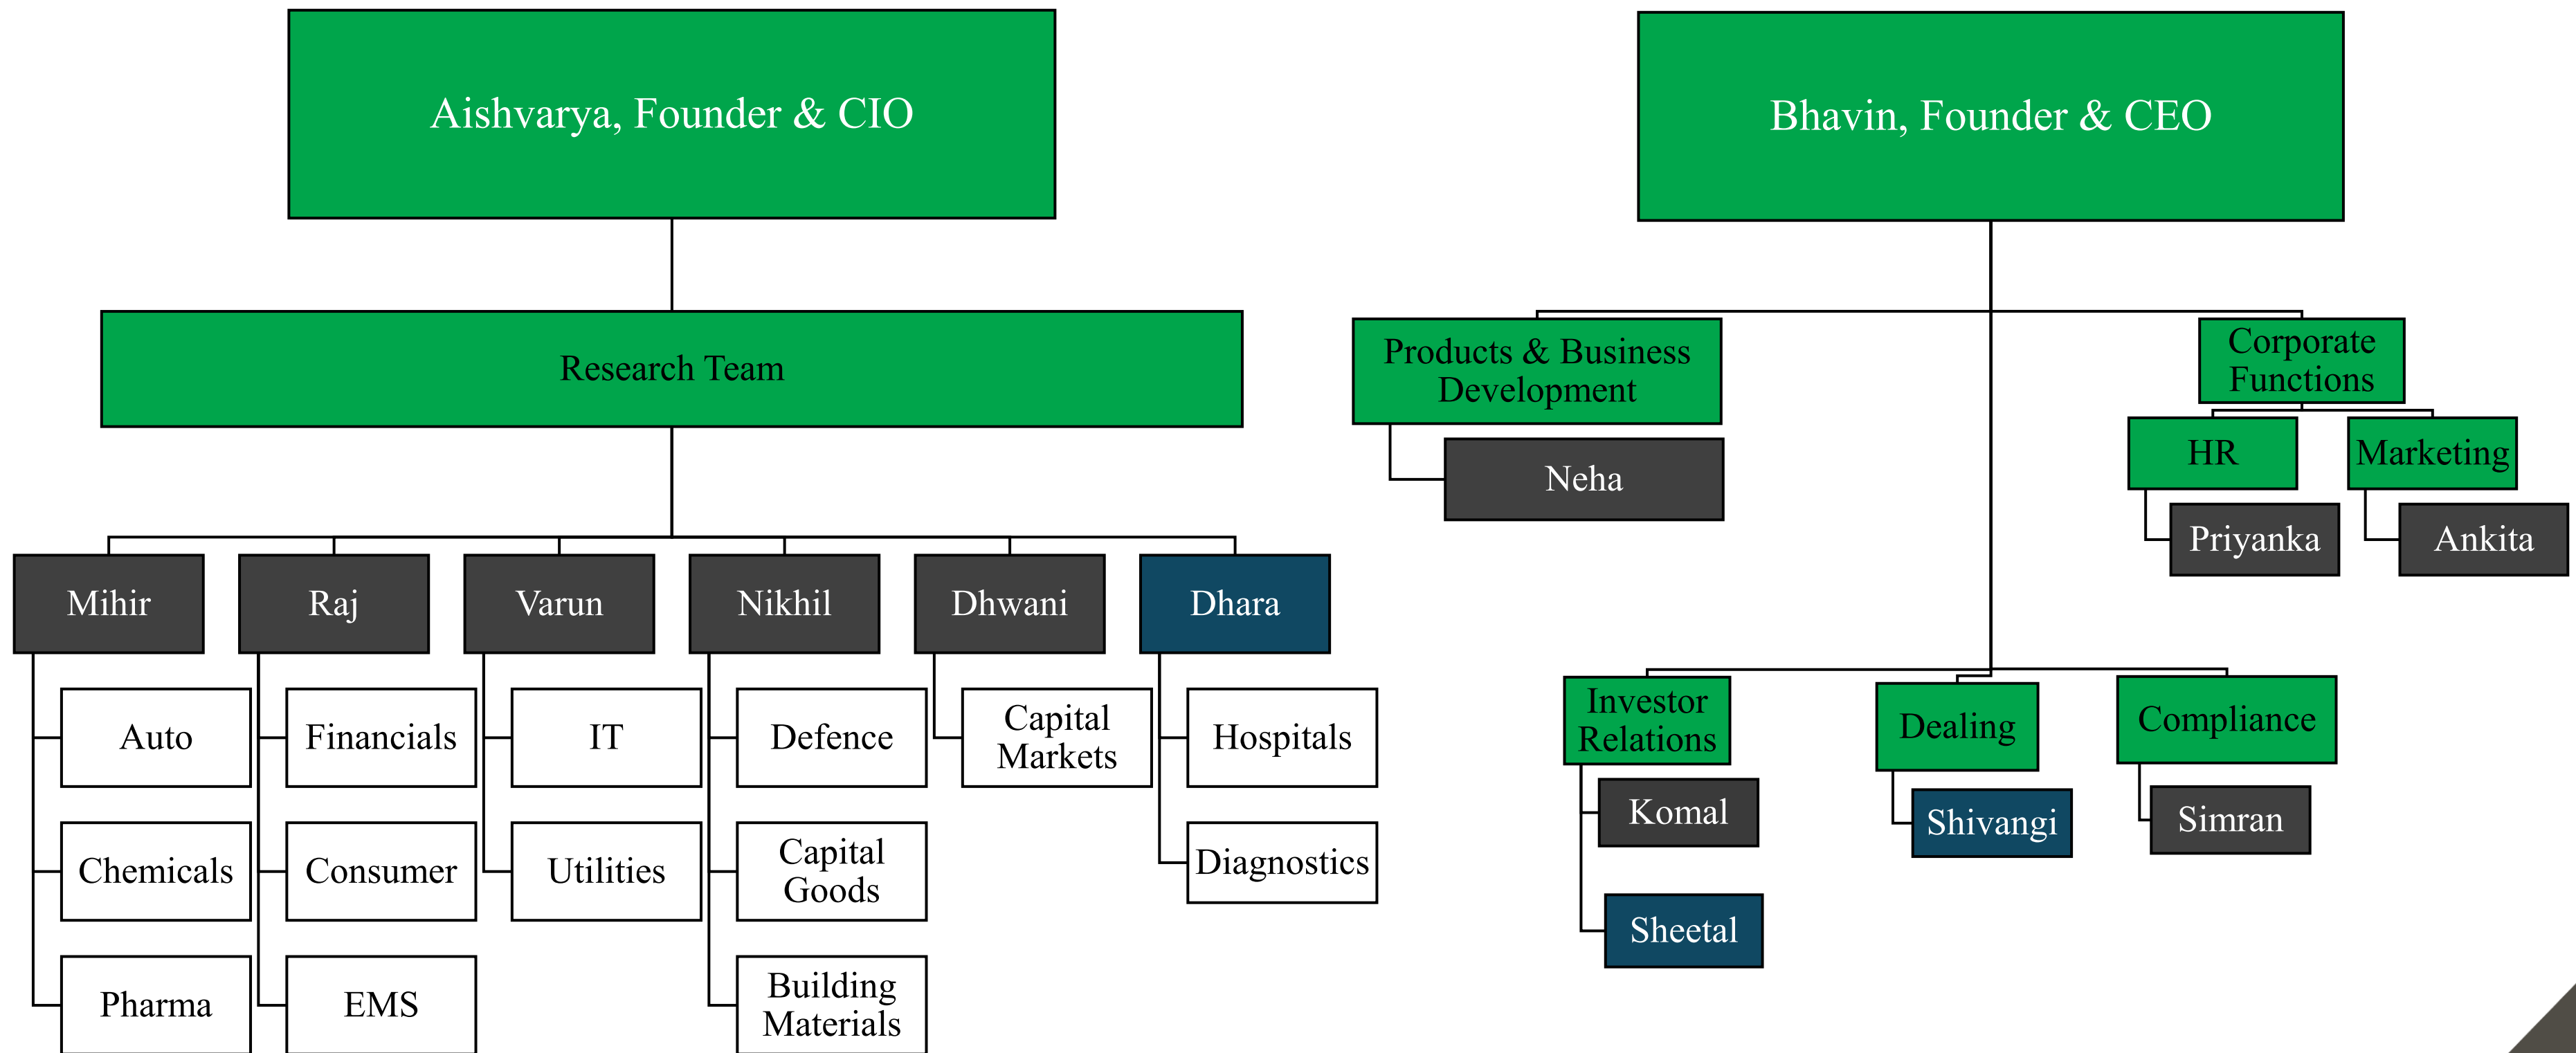 Aishvarya, Founder & CIO
Bhavin, Founder & CEO
Research Team
Products & Business
Development
Corporate
Functions
Neha
HR
Marketing
Priyanka
Ankita
Mihir
Raj
Varun
Nikhil
Dhwani
Dhara
Auto
Financials
IT
Defence
Capital
Markets
Hospitals
Chemicals
Consumer
Utilities
Capital
Goods
Diagnostics
Pharma
EMS
Building
Materials
Investor
Relations
Dealing
Compliance
Komal
Shivangi
Simran
Sheetal